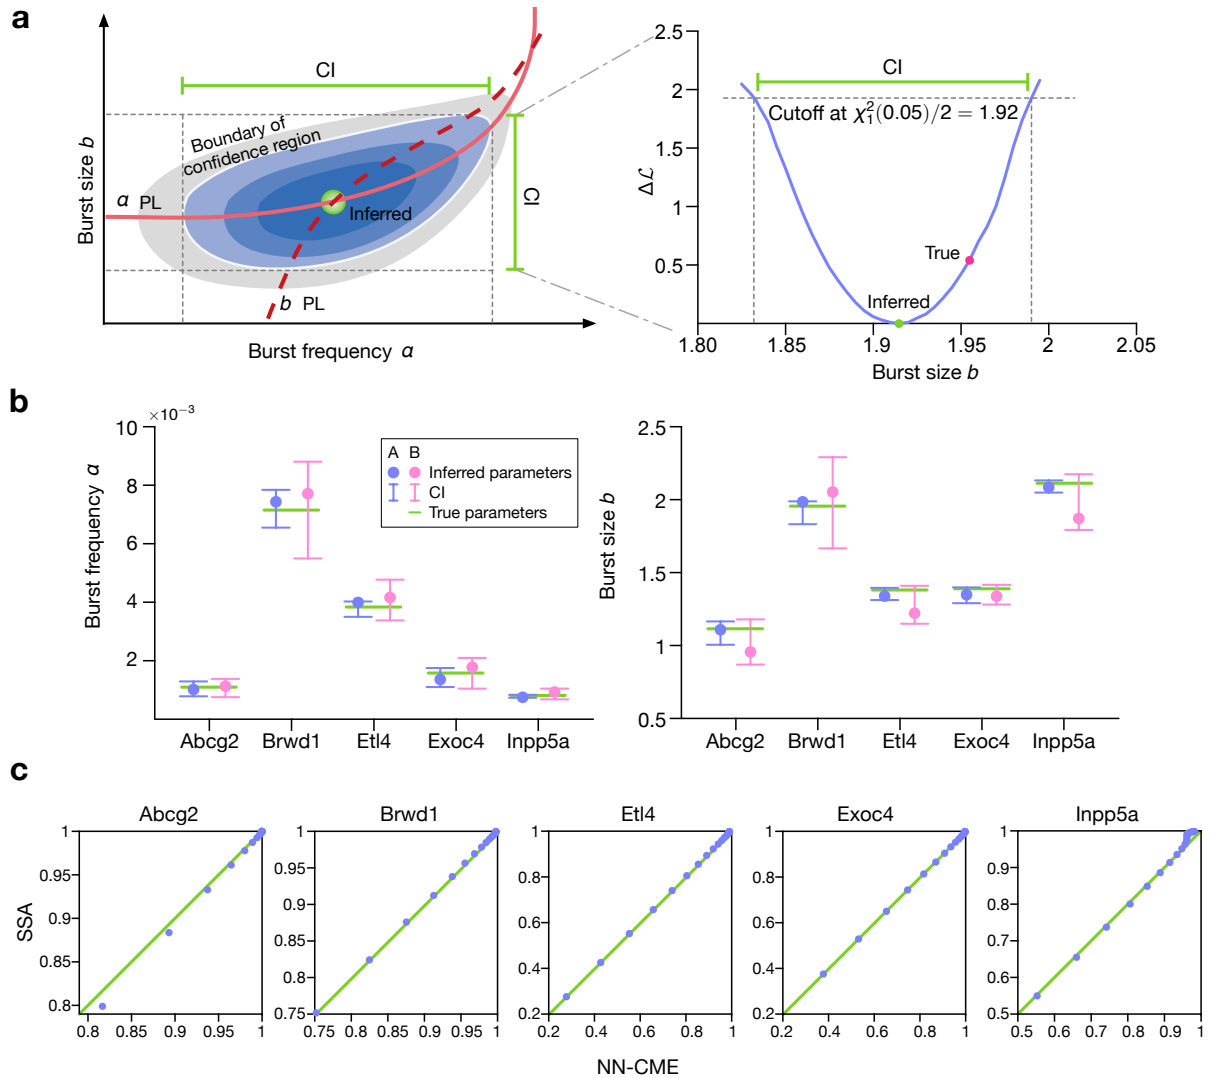 a
CI
Boundary of
confidence region
α PL
Inferred
CI
b PL
Burst size b
Burst frequency α
2.5
2
1.5
1
0.5
CI
Cutoff at χ₁²(0.05)/2 = 1.92
True
Inferred
Δℒ
1.80 1.85 1.9 1.95 2 2.05
Burst size b
b
×10⁻³
10
8
6
4
2
Burst frequency α
A B
Inferred parameters
CI
True parameters
Abcg2 Brwd1 Etl4 Exoc4 Inpp5a
2.5
2
1.5
1
0.5
Burst size b
Abcg2 Brwd1 Etl4 Exoc4 Inpp5a
c
Abcg2
1
0.95
0.9
0.85
0.8
0.8 0.85 0.9 0.95 1
SSA
Brwd1
1
0.95
0.9
0.85
0.8
0.75
0.75 0.8 0.85 0.9 0.95 1
Etl4
1
0.8
0.6
0.4
0.2
0.2 0.4 0.6 0.8 1
Exoc4
1
0.8
0.6
0.4
0.2
0.2 0.4 0.6 0.8 1
Inpp5a
1
0.9
0.8
0.7
0.6
0.5
0.5 0.6 0.7 0.8 0.9 1
NN-CME